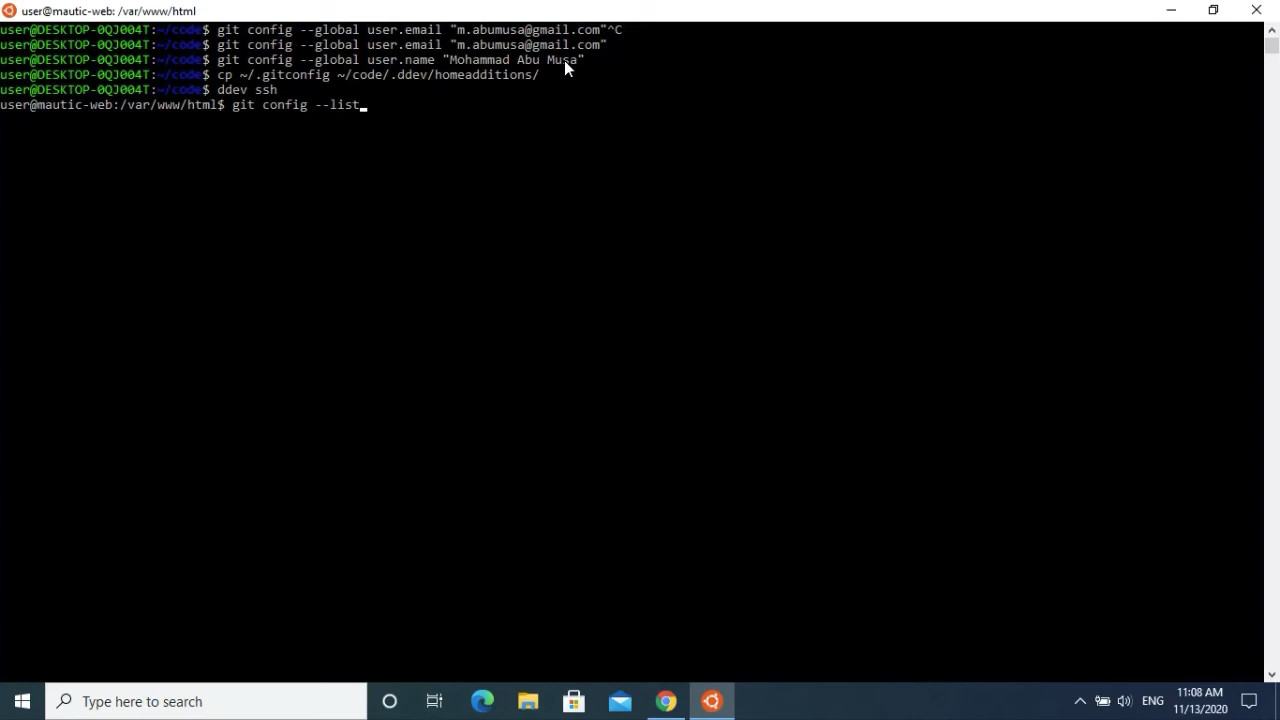 user@mautic-web: /var/www/html
user@DESKTOP-0QJ004T:~/code$ git config --global user.email "m.abumusa@gmail.com"^C
user@DESKTOP-0QJ004T:~/code$ git config --global user.email "m.abumusa@gmail.com"
user@DESKTOP-0QJ004T:~/code$ git config --global user.name "Mohammad Abu Musa"
user@DESKTOP-0QJ004T:~/code$ cp ~/.gitconfig ~/code/.ddev/homeadditions/
user@DESKTOP-0QJ004T:~/code$ ddev ssh
user@mautic-web:/var/www/html$ git config --list
Type here to search
ENG
11:08 AM
11/13/2020